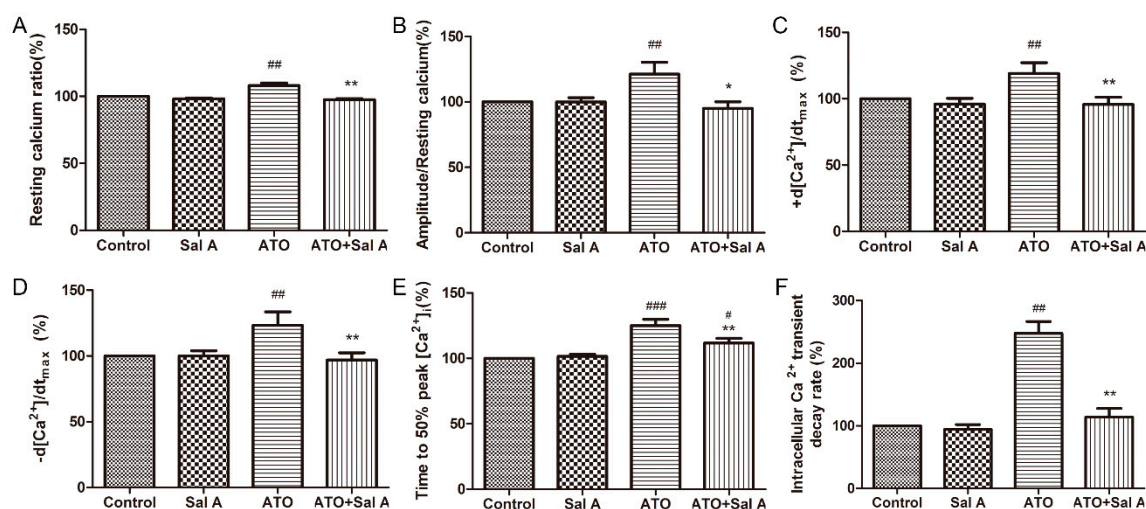 A
Resting calcium ratio(%)
150
100
50
0
##
**
Control Sal A ATO ATO+Sal A
B
Amplitude/Resting calcium(%)
150
100
50
0
##
*
Control Sal A ATO ATO+Sal A
C
+d[Ca²⁺]/dtₘₐₓ (%)
150
100
50
0
##
**
Control Sal A ATO ATO+Sal A
D
-d[Ca²⁺]/dtₘₐₓ (%)
150
100
50
0
##
**
Control Sal A ATO ATO+Sal A
E
Time to 50% peak [Ca²⁺]ᵢ(%)
150
100
50
0
###
#
**
Control Sal A ATO ATO+Sal A
F
Intracellular Ca²⁺ transient
decay rate (%)
300
200
100
0
##
**
Control Sal A ATO ATO+Sal A